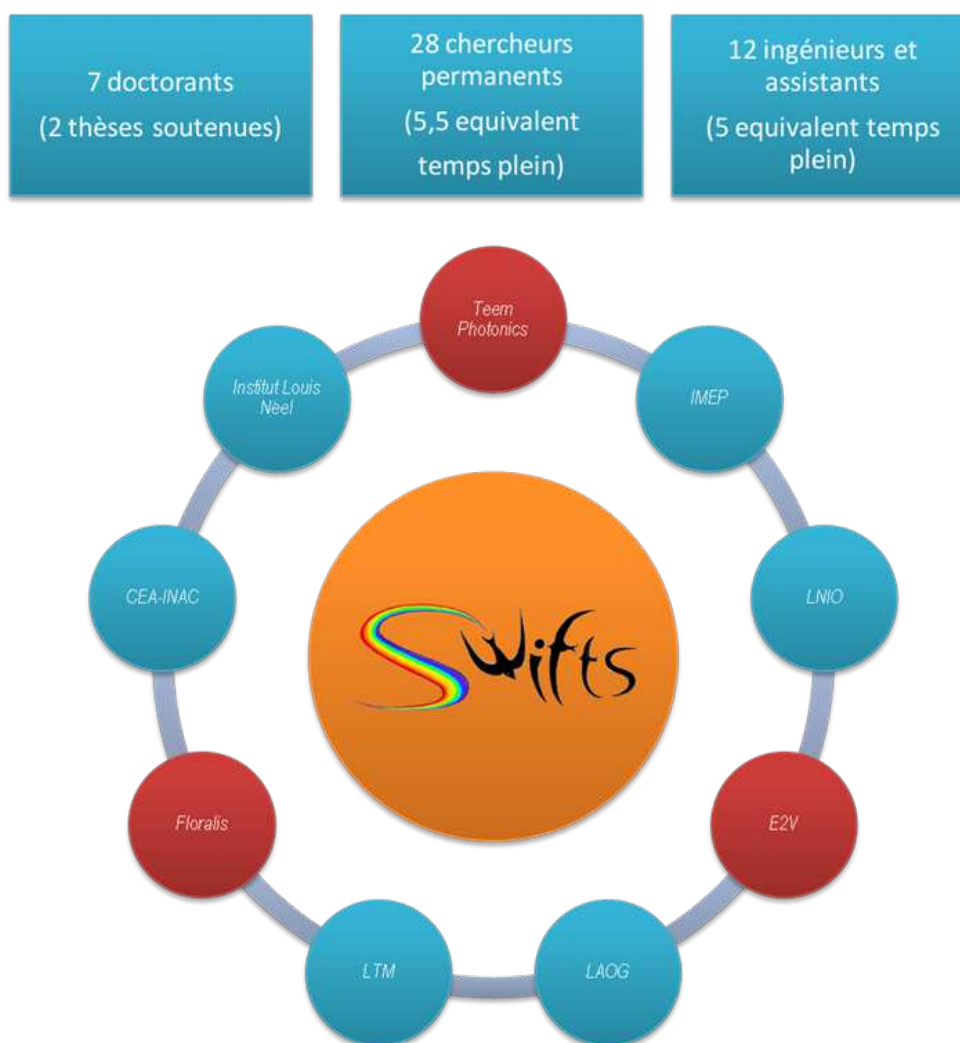 7 doctorants
(2 thèses soutenues)
28 chercheurs
permanents
(5,5 equivalent
temps plein)
12 ingénieurs et
assistants
(5 equivalent temps
plein)
Teem
Photonics
Institut Louis
Nèel
IMEP
CEA-INAC
LNIO
Swifts
Floralis
E2V
LTM
LAOG